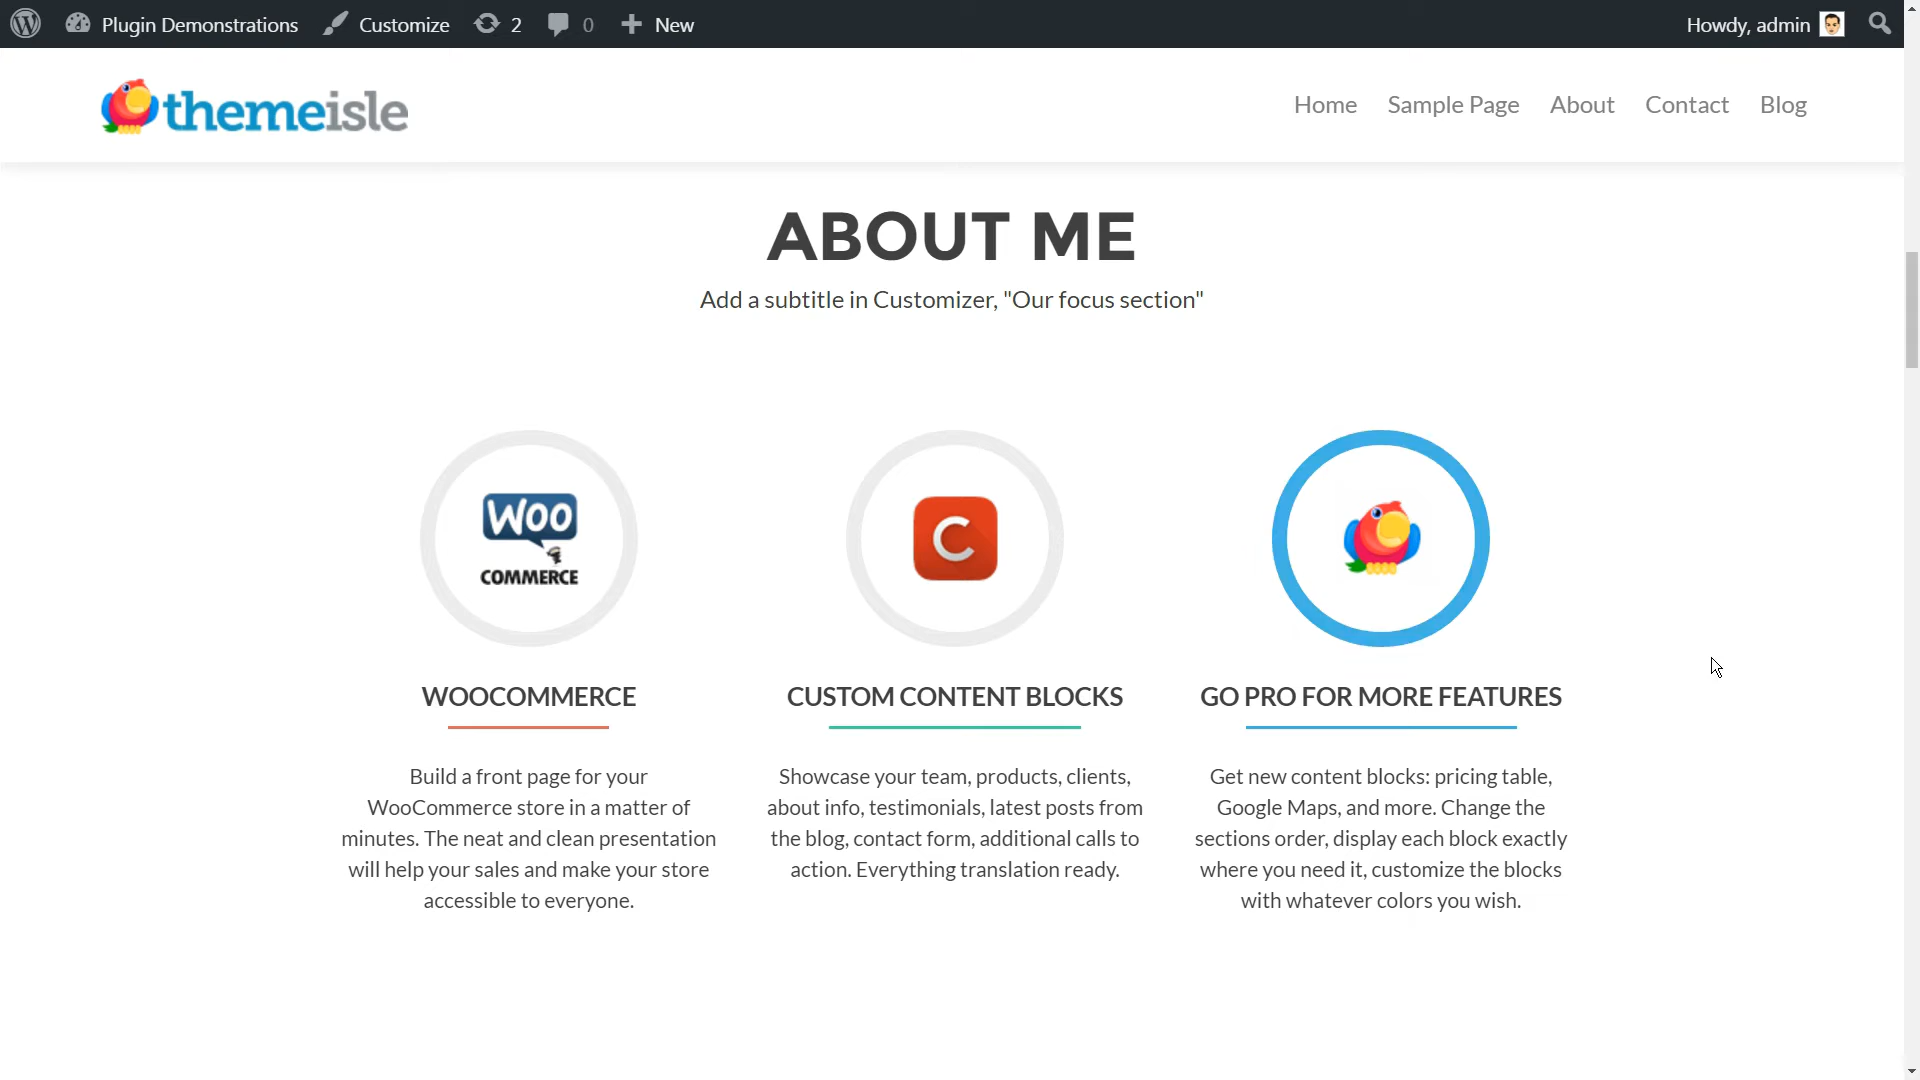 Plugin Demonstrations Customize 2 0 New Howdy, admin
themeisle
Home Sample Page About Contact Blog
ABOUT ME
Add a subtitle in Customizer, "Our focus section"
WOO
COMMERCE
C
WOOCOMMERCE
Build a front page for your
WooCommerce store in a matter of
minutes. The neat and clean presentation
will help your sales and make your store
accessible to everyone.
CUSTOM CONTENT BLOCKS
Showcase your team, products, clients,
about info, testimonials, latest posts from
the blog, contact form, additional calls to
action. Everything translation ready.
GO PRO FOR MORE FEATURES
Get new content blocks: pricing table,
Google Maps, and more. Change the
sections order, display each block exactly
where you need it, customize the blocks
with whatever colors you wish.